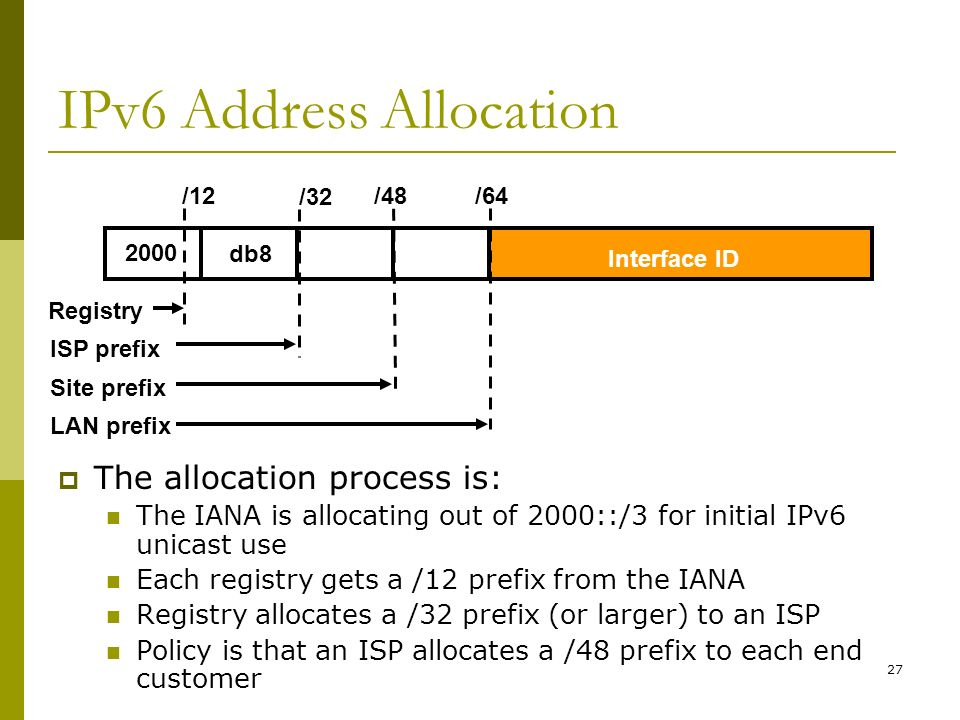 IPv6 Address Allocation
/12 /32 /48 /64
2000 db8 Interface ID
Registry
ISP prefix
Site prefix
LAN prefix
The allocation process is:
The IANA is allocating out of 2000::/3 for initial IPv6
unicast use
Each registry gets a /12 prefix from the IANA
Registry allocates a /32 prefix (or larger) to an ISP
Policy is that an ISP allocates a /48 prefix to each end
customer
27